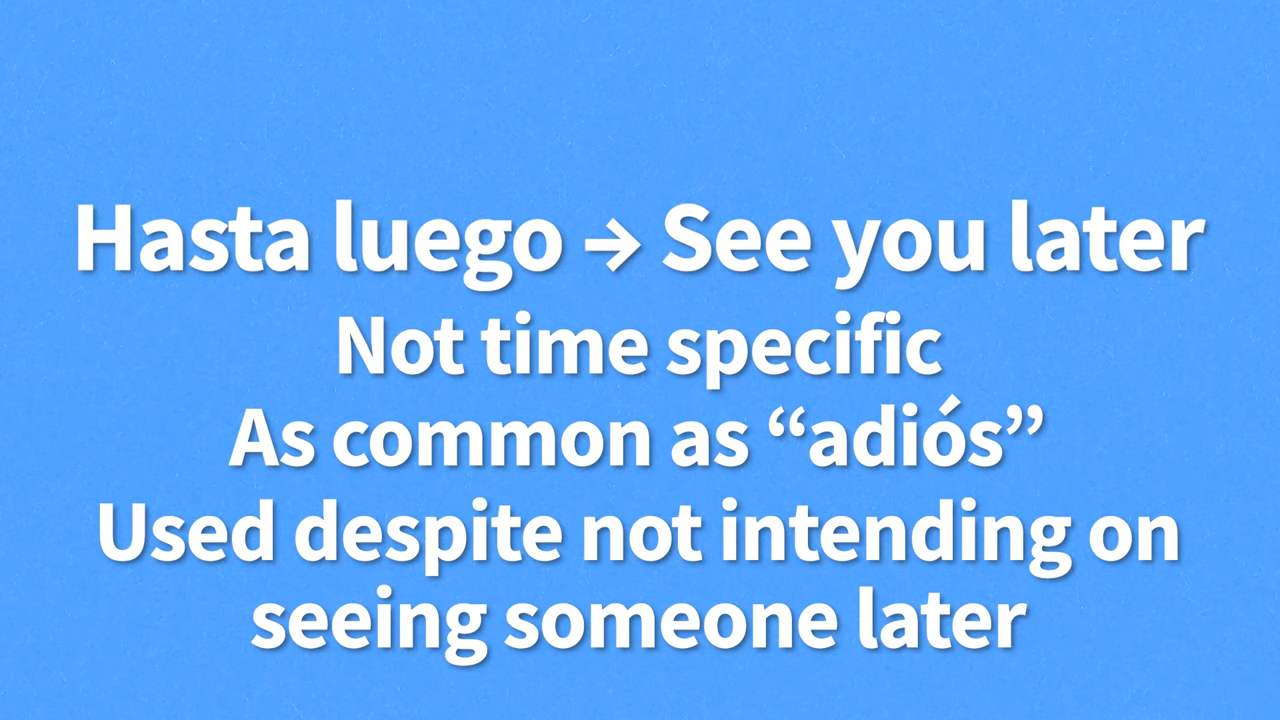 Hasta luego → See you later
Not time specific
As common as “adiós”
Used despite not intending on
seeing someone later